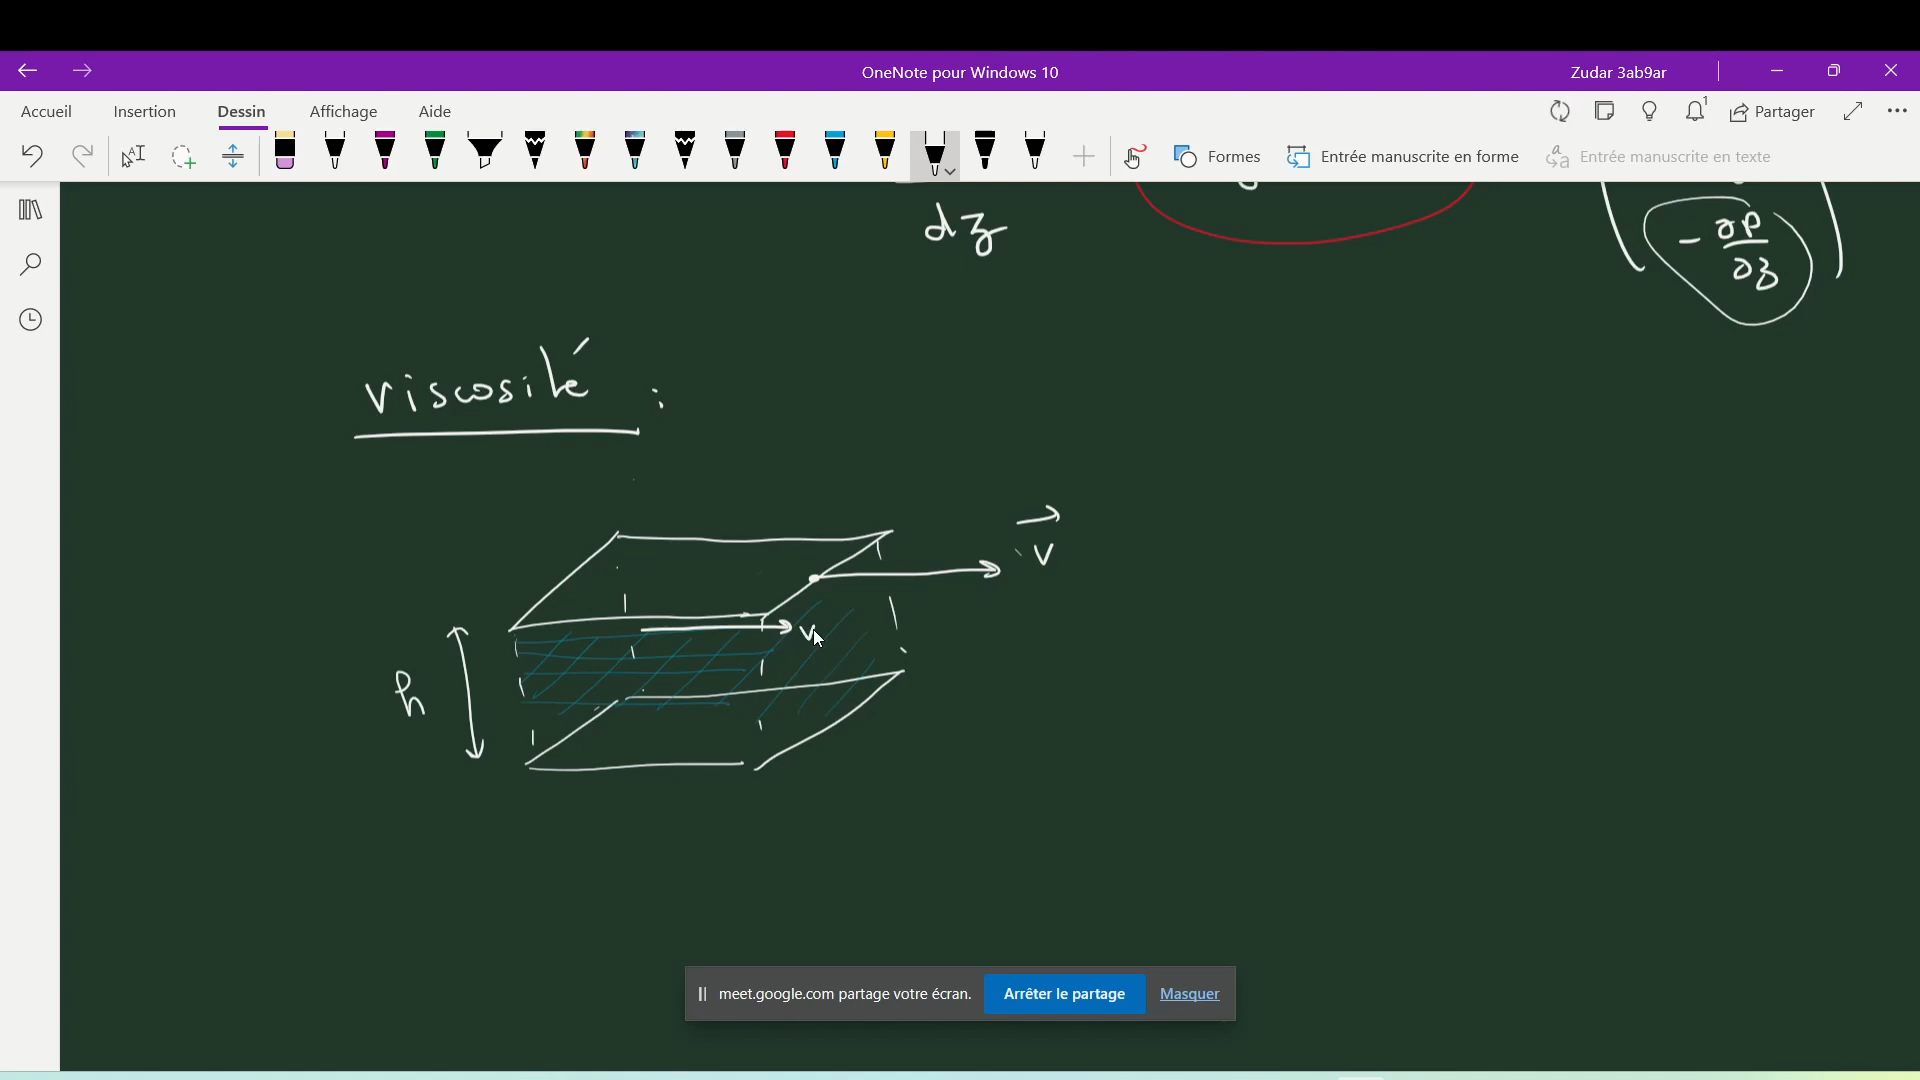 OneNote pour Windows 10
Zudar 3ab9ar
Accueil Insertion Dessin Affichage Aide
1
Partager
Formes Entrée manuscrite en forme Entrée manuscrite en texte
dz
- ∂P
∂z
viscosité :
v
v
h
meet.google.com partage votre écran. Arrêter le partage Masquer